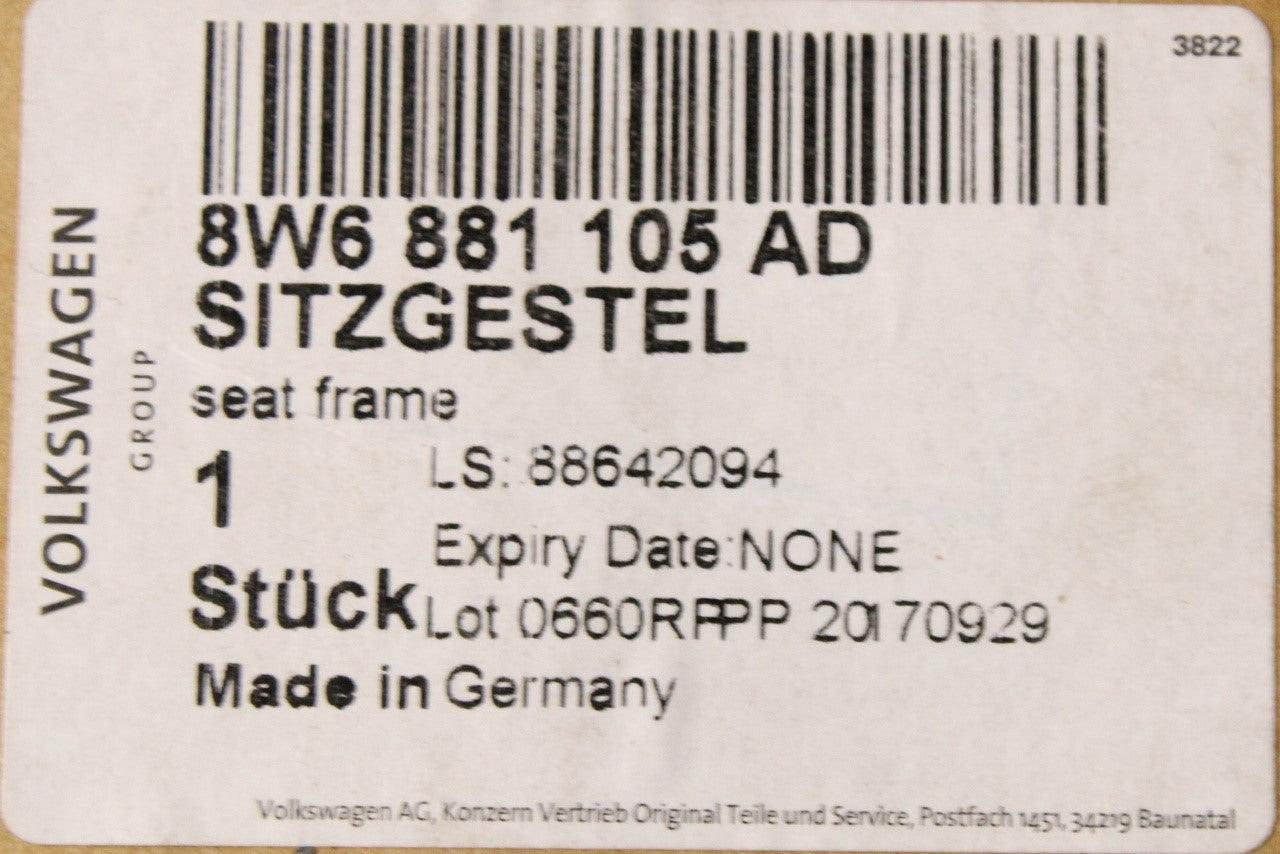 3822
VOLKSWAGEN
GROUP
8W6 881 105 AD
SITZGESTEL
seat frame
1
LS: 88642094
Expiry Date:NONE
Stück
Lot 0660RPPP 20170929
Made in Germany
Volkswagen AG, Konzern Vertrieb Original Teile und Service, Postfach 1451, 34219 Baunatal